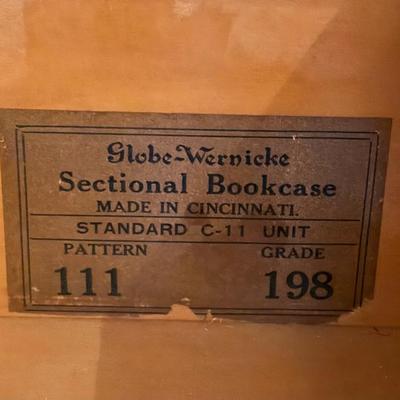 Globe-Wernicke
Sectional Bookcase
MADE IN CINCINNATI.
STANDARD C-11 UNIT
PATTERN GRADE
111 198